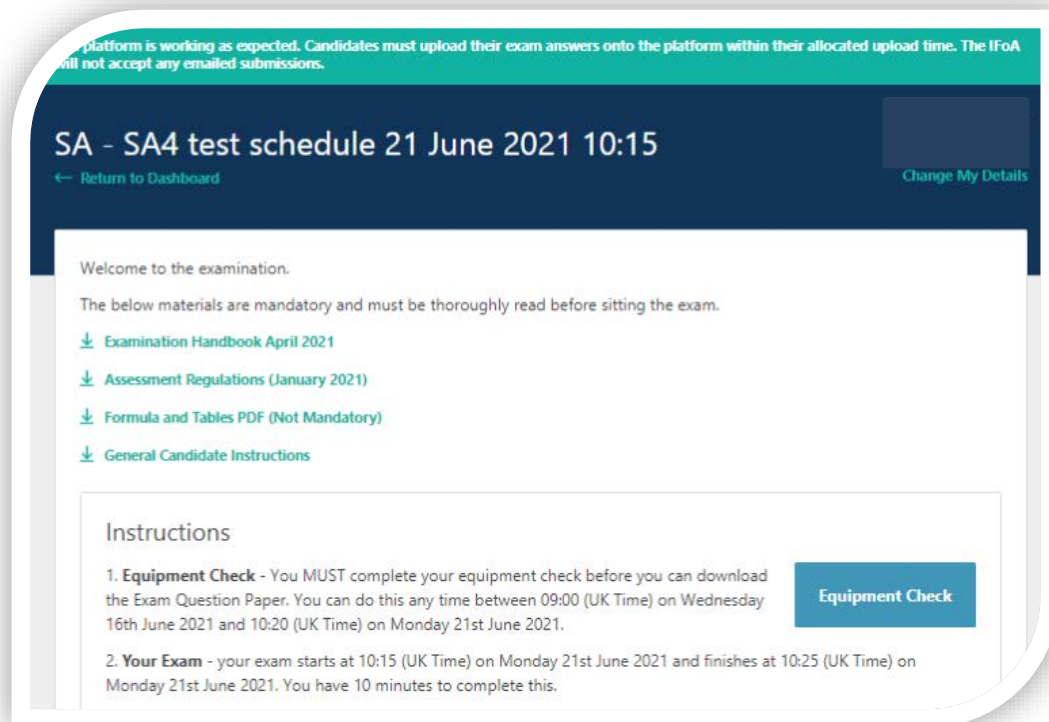 platform is working as expected. Candidates must upload their exam answers onto the platform within their allocated upload time. The IFoA
will not accept any emailed submissions.
SA - SA4 test schedule 21 June 2021 10:15
← Return to Dashboard
Change My Details
Welcome to the examination.
The below materials are mandatory and must be thoroughly read before sitting the exam.
Examination Handbook April 2021
Assessment Regulations (January 2021)
Formula and Tables PDF (Not Mandatory)
General Candidate Instructions
Instructions
1. Equipment Check - You MUST complete your equipment check before you can download
the Exam Question Paper. You can do this any time between 09:00 (UK Time) on Wednesday
16th June 2021 and 10:20 (UK Time) on Monday 21st June 2021.
Equipment Check
2. Your Exam - your exam starts at 10:15 (UK Time) on Monday 21st June 2021 and finishes at 10:25 (UK Time) on
Monday 21st June 2021. You have 10 minutes to complete this.